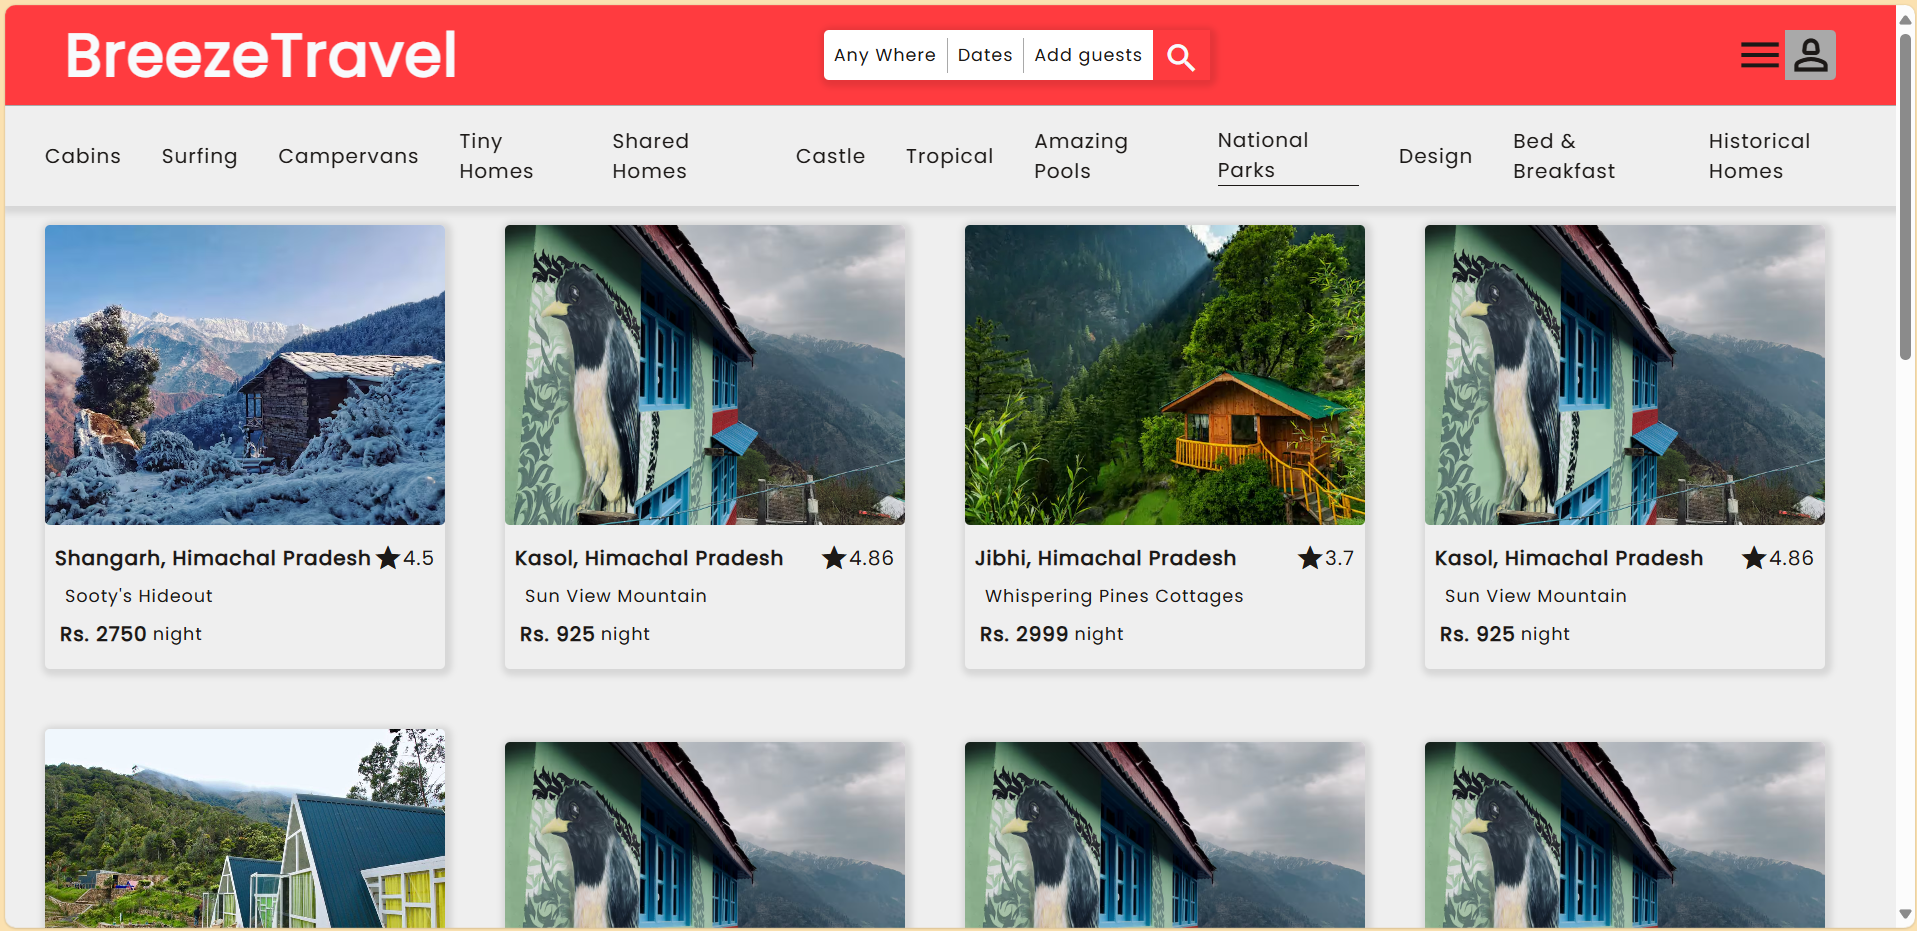 BreezeTravel
Any Where Dates Add guests
Cabins
Surfing
Campervans
Tiny
Homes
Shared
Homes
Castle
Tropical
Amazing
Pools
National
Parks
Design
Bed &
Breakfast
Historical
Homes
Shangarh, Himachal Pradesh 4.5
Sooty's Hideout
Rs. 2750 night
Kasol, Himachal Pradesh 4.86
Sun View Mountain
Rs. 925 night
Jibhi, Himachal Pradesh 3.7
Whispering Pines Cottages
Rs. 2999 night
Kasol, Himachal Pradesh 4.86
Sun View Mountain
Rs. 925 night